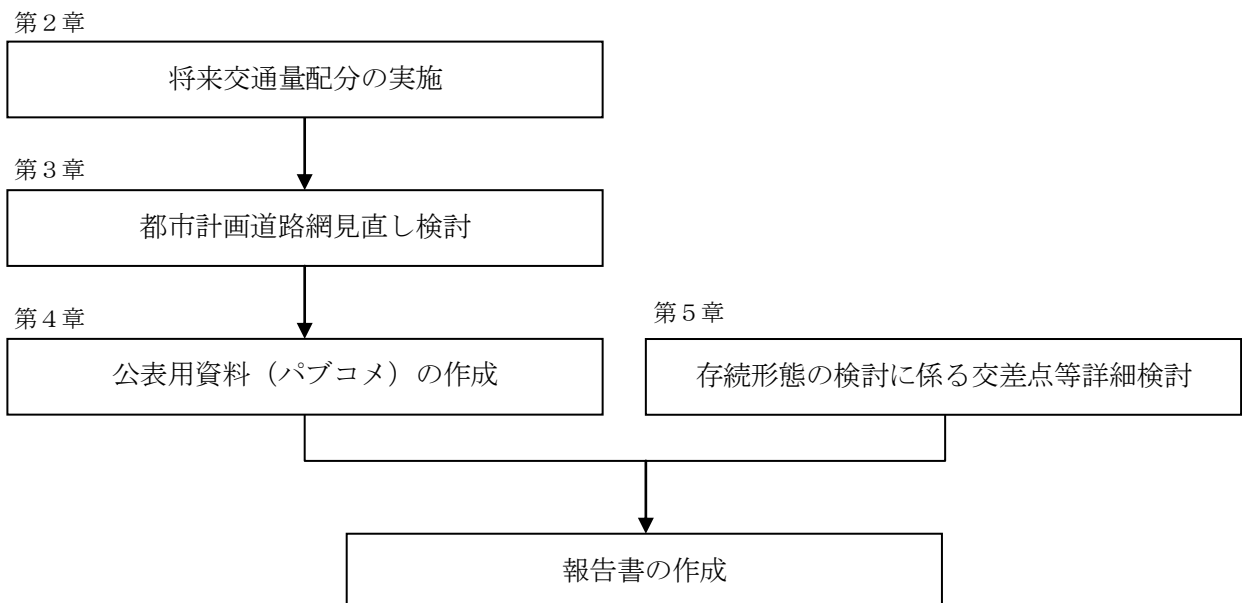 第２章
将来交通量配分の実施
第３章
都市計画道路網見直し検討
第４章
公表用資料（パブコメ）の作成
第５章
存続形態の検討に係る交差点等詳細検討
報告書の作成